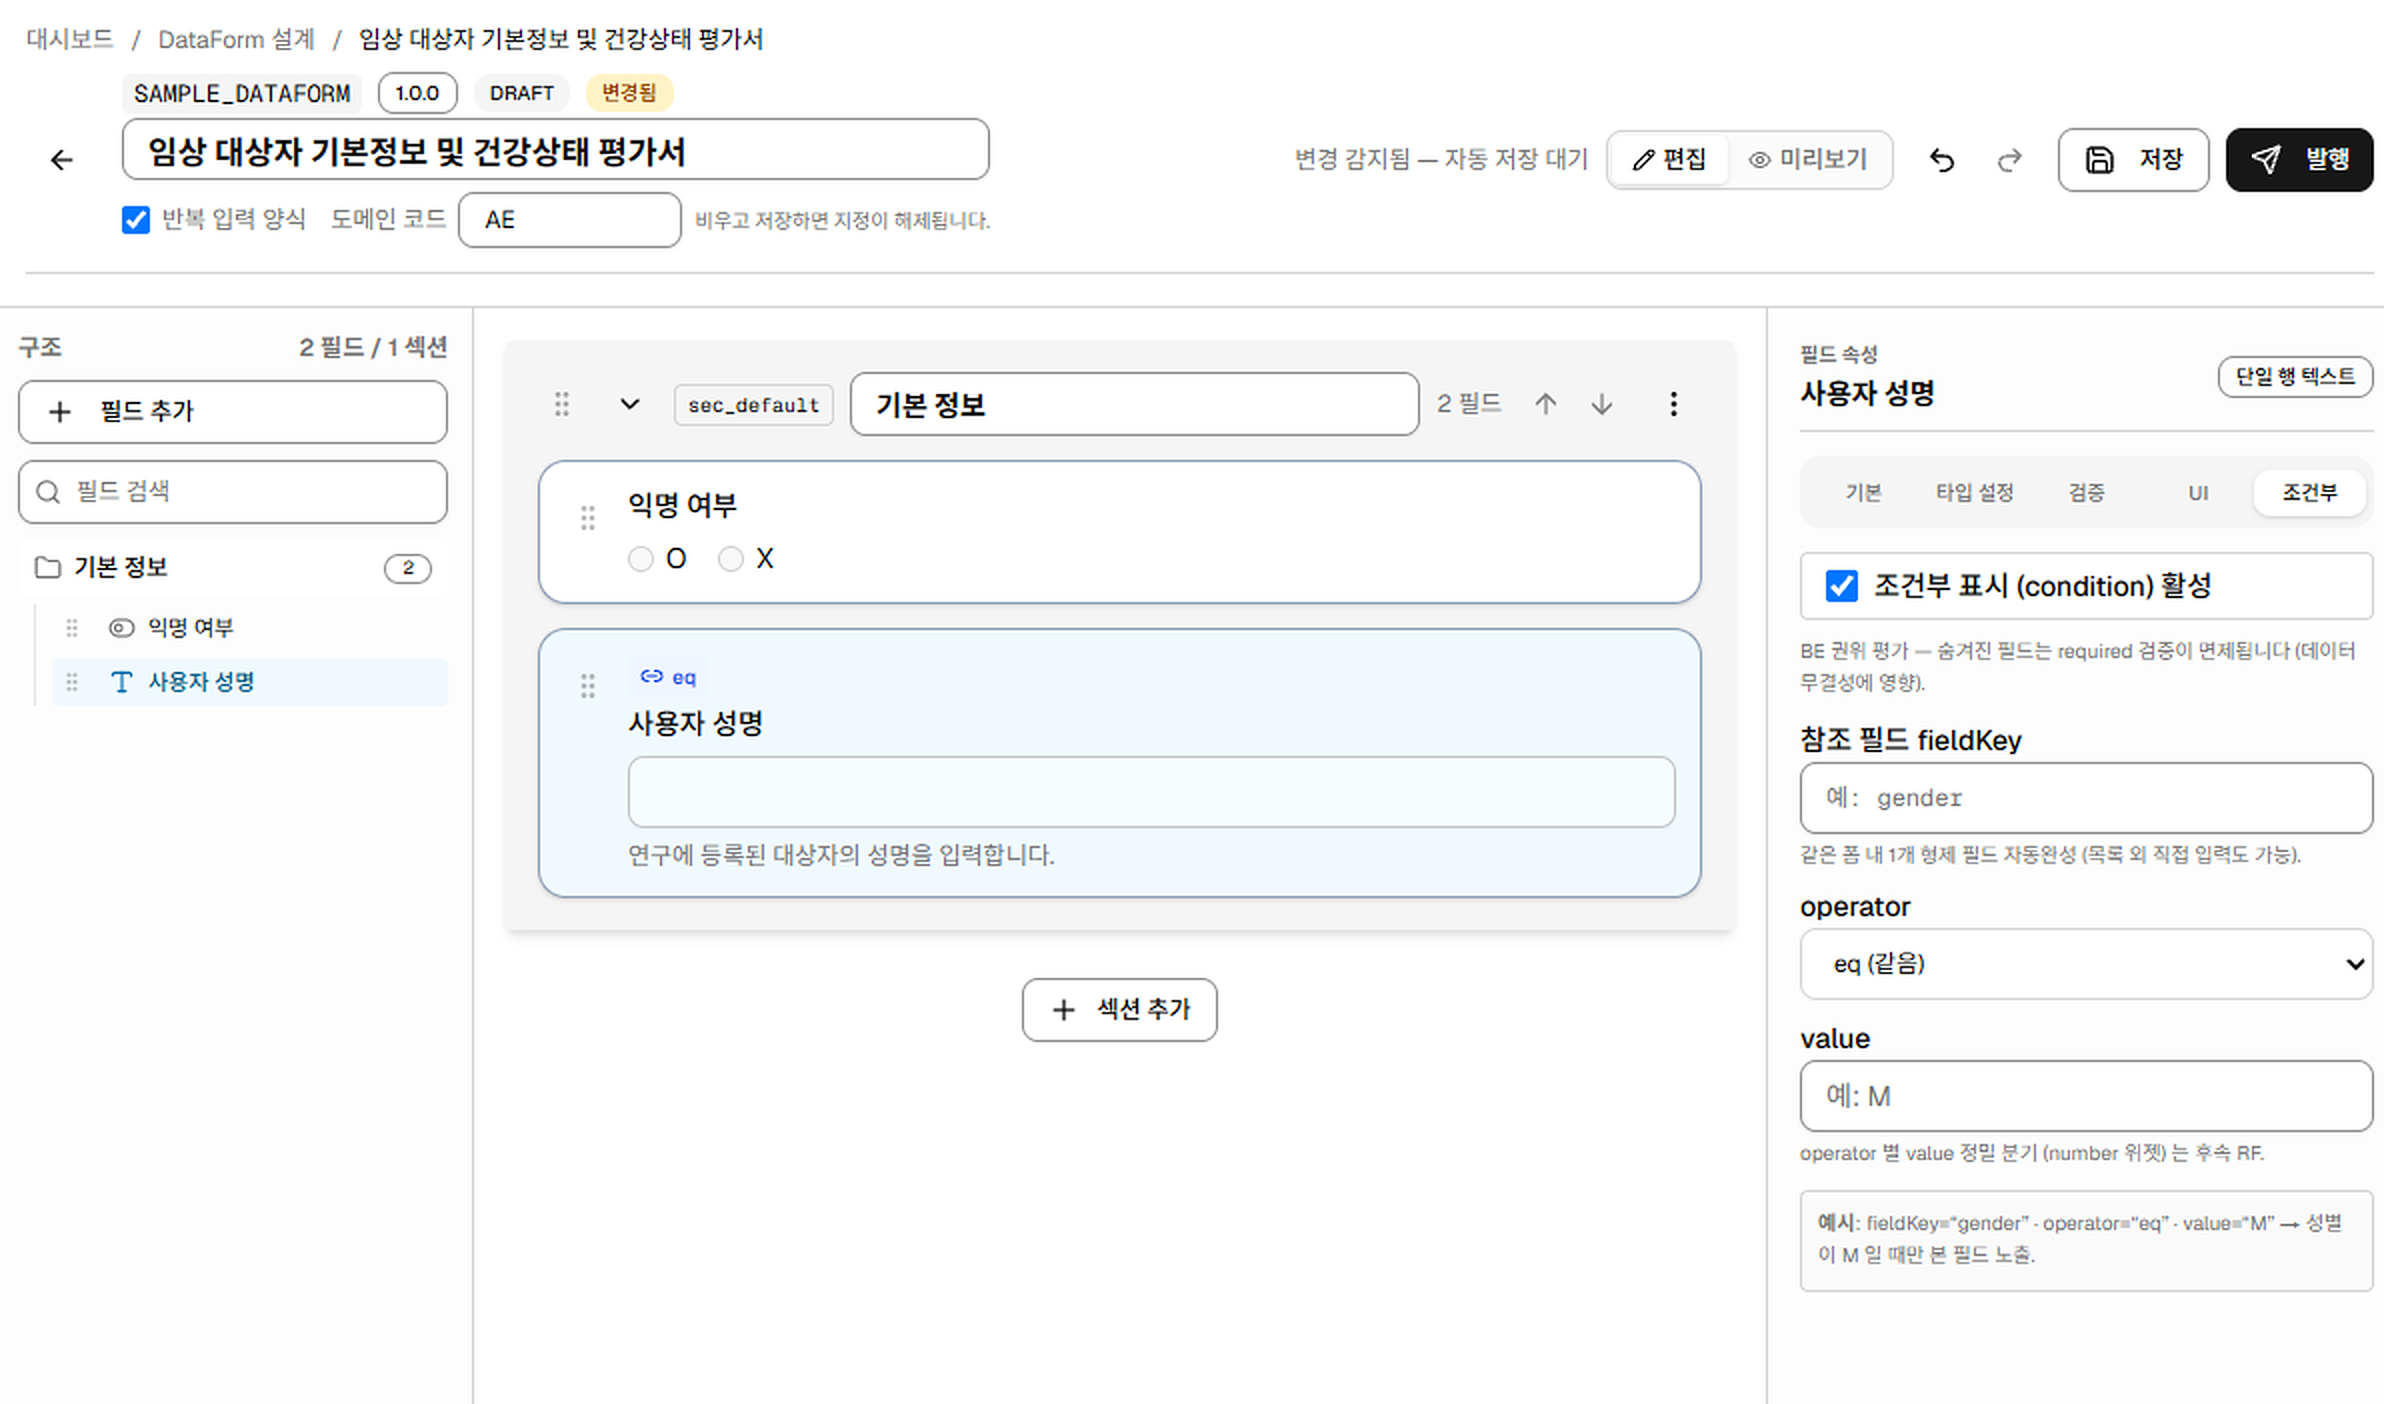 대시보드 / DataForm 설계 / 임상 대상자 기본정보 및 건강상태 평가서
SAMPLE_DATAFORM 1.0.0 DRAFT 변경됨
임상 대상자 기본정보 및 건강상태 평가서
변경 감지됨 — 자동 저장 대기 편집 미리보기 저장 발행
반복 입력 양식 도메인 코드 AE 비우고 저장하면 지정이 해제됩니다.
구조 2 필드 / 1 섹션
필드 추가
필드 검색
기본 정보 2
익명 여부
사용자 성명
sec_default 기본 정보 2 필드
익명 여부
O X
eq
사용자 성명
연구에 등록된 대상자의 성명을 입력합니다.
섹션 추가
필드 속성
사용자 성명 단일 행 텍스트
기본 타입 설정 검증 UI 조건부
조건부 표시 (condition) 활성
BE 권위 평가 — 숨겨진 필드는 required 검증이 면제됩니다 (데이터
무결성에 영향).
참조 필드 fieldKey
예: gender
같은 폼 내 1개 형제 필드 자동완성 (목록 외 직접 입력도 가능).
operator
eq (같음)
value
예: M
operator 별 value 정밀 분기 (number 위젯) 는 후속 RF.
예시: fieldKey=“gender” · operator=“eq” · value=“M” → 성별
이 M 일 때만 본 필드 노출.